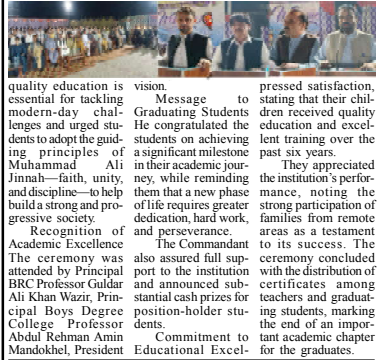 quality education is
essential for tackling
modern-day chal-
lenges and urged stu-
dents to adopt the guid-
ing principles of
Muhammad Ali
Jinnah—faith, unity,
and discipline—to help
build a strong and pro-
gressive society.
Recognition of
Academic Excellence
The ceremony was
attended by Principal
BRC Professor Guldar
Ali Khan Wazir, Prin-
cipal Boys Degree
College Professor
Abdul Rehman Amin
Mandokhel, President
vision.
Message to
Graduating Students
He congratulated the
students on achieving
a significant milestone
in their academic jour-
ney, while reminding
them that a new phase
of life requires greater
dedication, hard work,
and perseverance.
The Commandant
also assured full sup-
port to the institution
and announced sub-
stantial cash prizes for
position-holder stu-
dents.
Commitment to
Educational Excel-
pressed satisfaction,
stating that their chil-
dren received quality
education and excel-
lent training over the
past six years.
They appreciated
the institution's perfor-
mance, noting the
strong participation of
families from remote
areas as a testament
to its success. The
ceremony concluded
with the distribution of
certificates among
teachers and graduat-
ing students, marking
the end of an impor-
tant academic chapter
for the graduates.